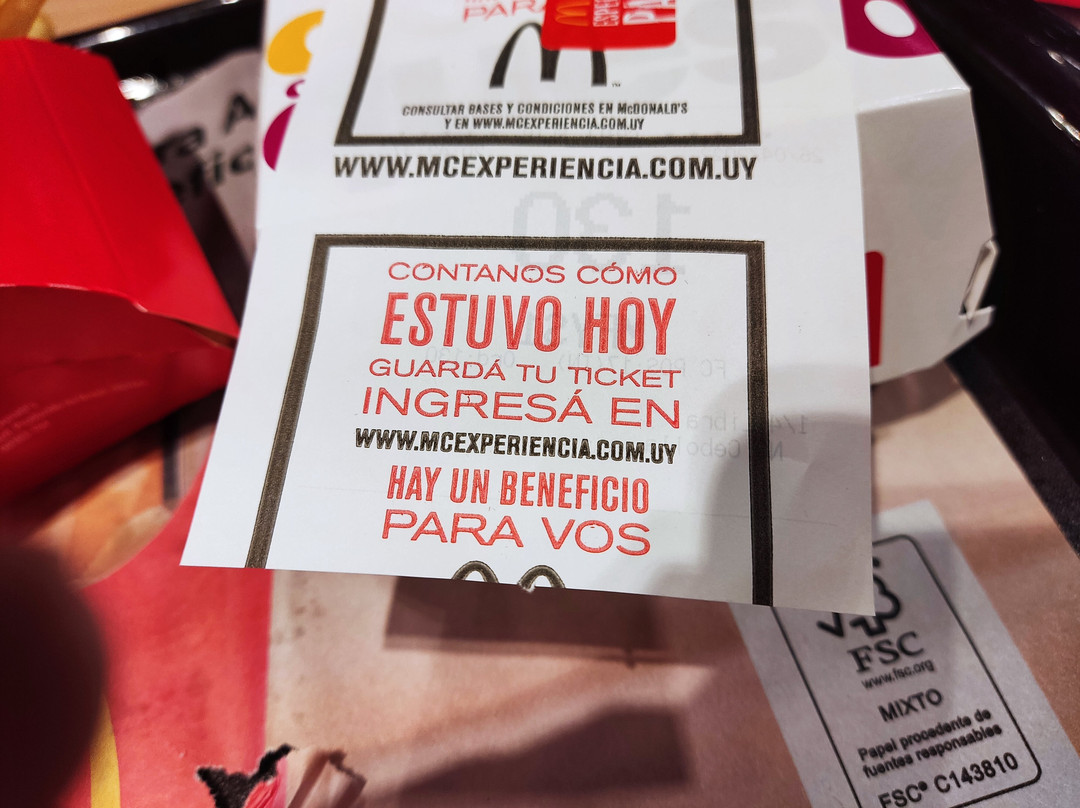 PARA
CONSULTAR BASES Y CONDICIONES EN McDONALD'S
Y EN WWW.MCEXPERIENCIA.COM.UY
WWW.MCEXPERIENCIA.COM.UY
130
CONTANOS CÓMO
ESTUVO HOY
GUARDÁ TU TICKET
INGRESÁ EN
WWW.MCEXPERIENCIA.COM.UY
HAY UN BENEFICIO
PARA VOS
FSC
www.fsc.org
MIXTO
Papel procedente de
fuentes responsables
FSC® C143810